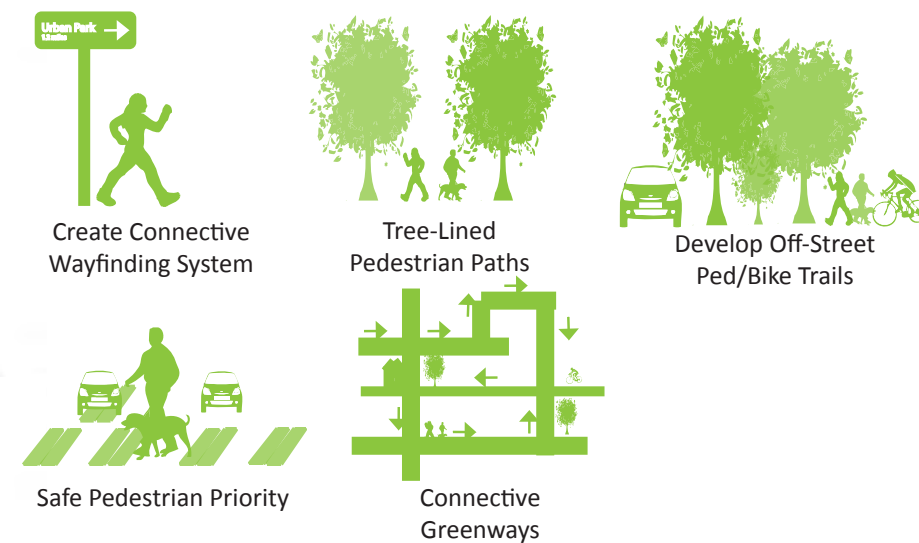 Urban Park
Create Connective
Wayfinding System
Tree-Lined
Pedestrian Paths
Develop Off-Street
Ped/Bike Trails
Safe Pedestrian Priority
Connective
Greenways